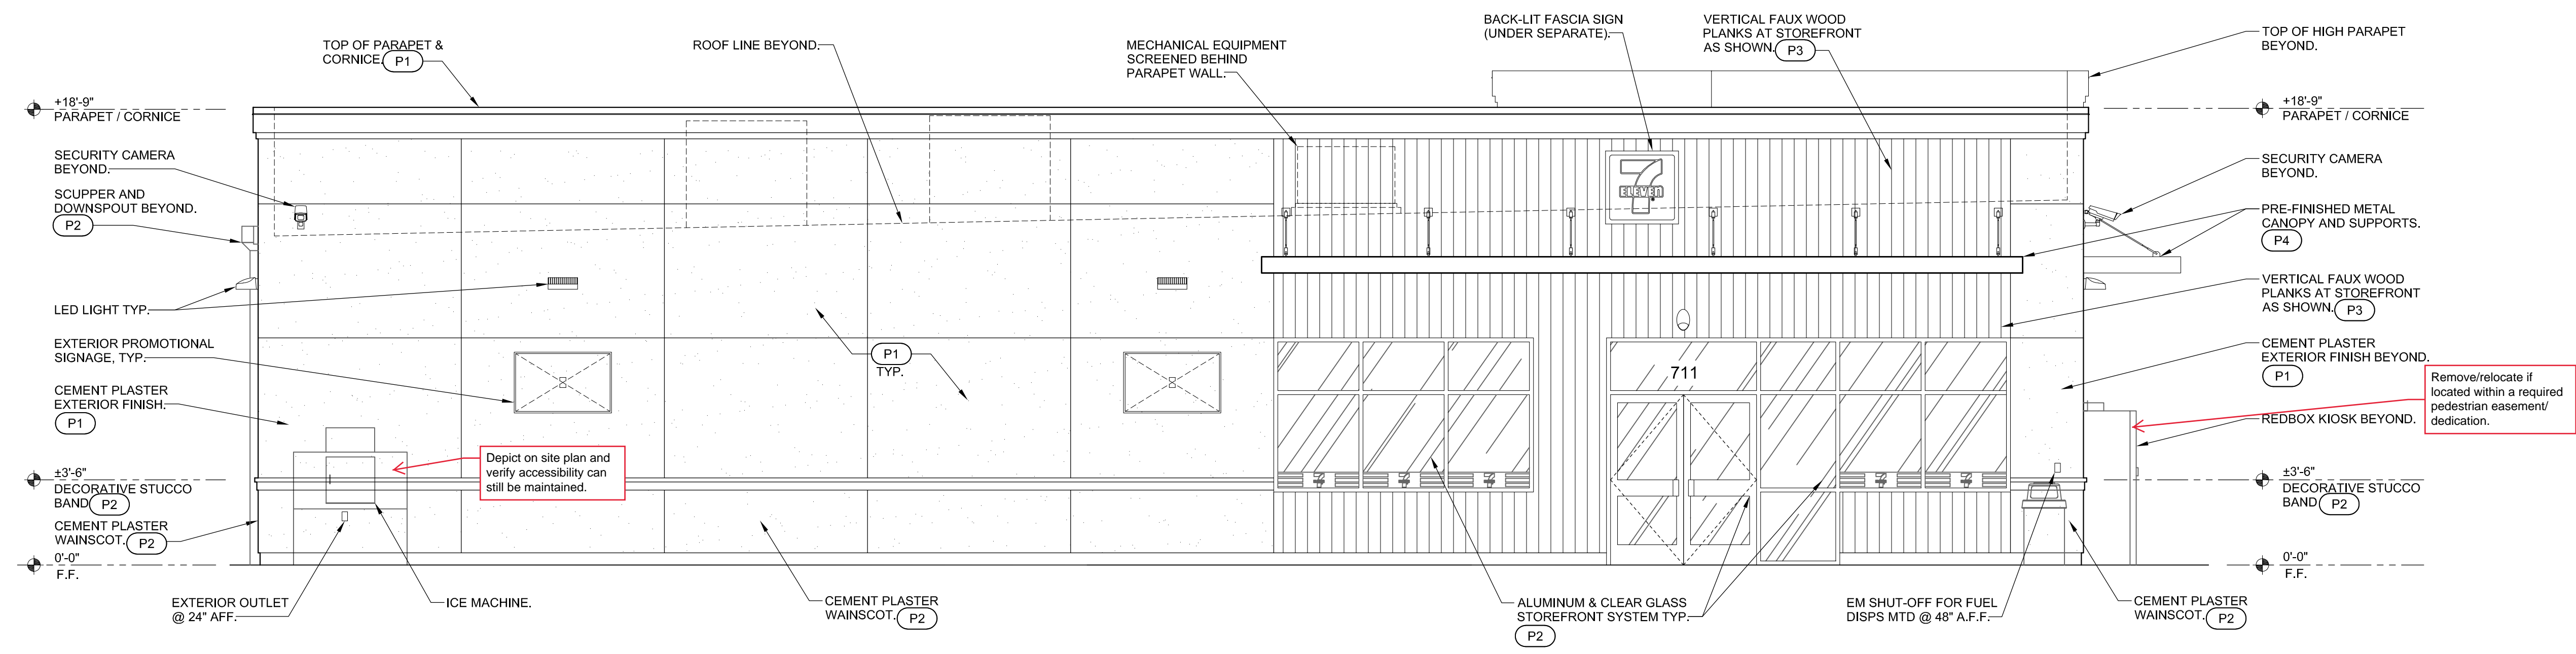 TOP OF PARAPET &
CORNICE. P1
ROOF LINE BEYOND.
MECHANICAL EQUIPMENT
SCREENED BEHIND
PARAPET WALL.
BACK-LIT FASCIA SIGN
(UNDER SEPARATE).
VERTICAL FAUX WOOD
PLANKS AT STOREFRONT
AS SHOWN. P3
TOP OF HIGH PARAPET
BEYOND.
+18'-9"
PARAPET / CORNICE
+18'-9"
PARAPET / CORNICE
SECURITY CAMERA
BEYOND.
SCUPPER AND
DOWNSPOUT BEYOND.
P2
LED LIGHT TYP.
EXTERIOR PROMOTIONAL
SIGNAGE, TYP.
CEMENT PLASTER
EXTERIOR FINISH.
P1
±3'-6"
DECORATIVE STUCCO
BAND P2
CEMENT PLASTER
WAINSCOT. P2
0'-0"
F.F.
7
ELEVEN
P1
TYP.
711
Depict on site plan and
verify accessibility can
still be maintained.
7
7
7
7
7
SECURITY CAMERA
BEYOND.
PRE-FINISHED METAL
CANOPY AND SUPPORTS.
P4
VERTICAL FAUX WOOD
PLANKS AT STOREFRONT
AS SHOWN. P3
CEMENT PLASTER
EXTERIOR FINISH BEYOND.
P1
Remove/relocate if
located within a required
pedestrian easement/
dedication.
REDBOX KIOSK BEYOND.
±3'-6"
DECORATIVE STUCCO
BAND P2
0'-0"
F.F.
EXTERIOR OUTLET
@ 24" AFF.
ICE MACHINE.
CEMENT PLASTER
WAINSCOT. P2
ALUMINUM & CLEAR GLASS
STOREFRONT SYSTEM TYP.
P2
EM SHUT-OFF FOR FUEL
DISPS MTD @ 48" A.F.F.
CEMENT PLASTER
WAINSCOT. P2